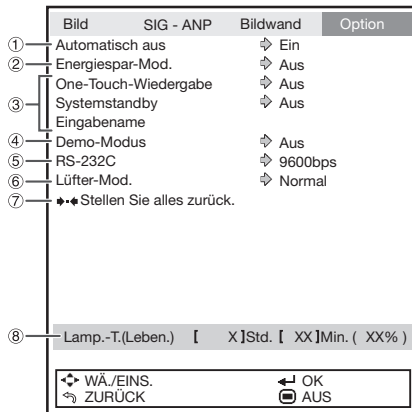 Bild SIG - ANP Bildwand Option
① Automatisch aus Ein
② Energiespar-Mod. Aus
③ One-Touch-Wiedergabe Aus
Systemstandby Aus
Eingabename
④ Demo-Modus Aus
⑤ RS-232C 9600bps
⑥ Lüfter-Mod. Normal
⑦ Stellen Sie alles zurück.
⑧ Lamp.-T.(Leben.) [ X]Std. [ XX]Min. ( XX% )
WÄ./EINS. OK
ZURÜCK AUS